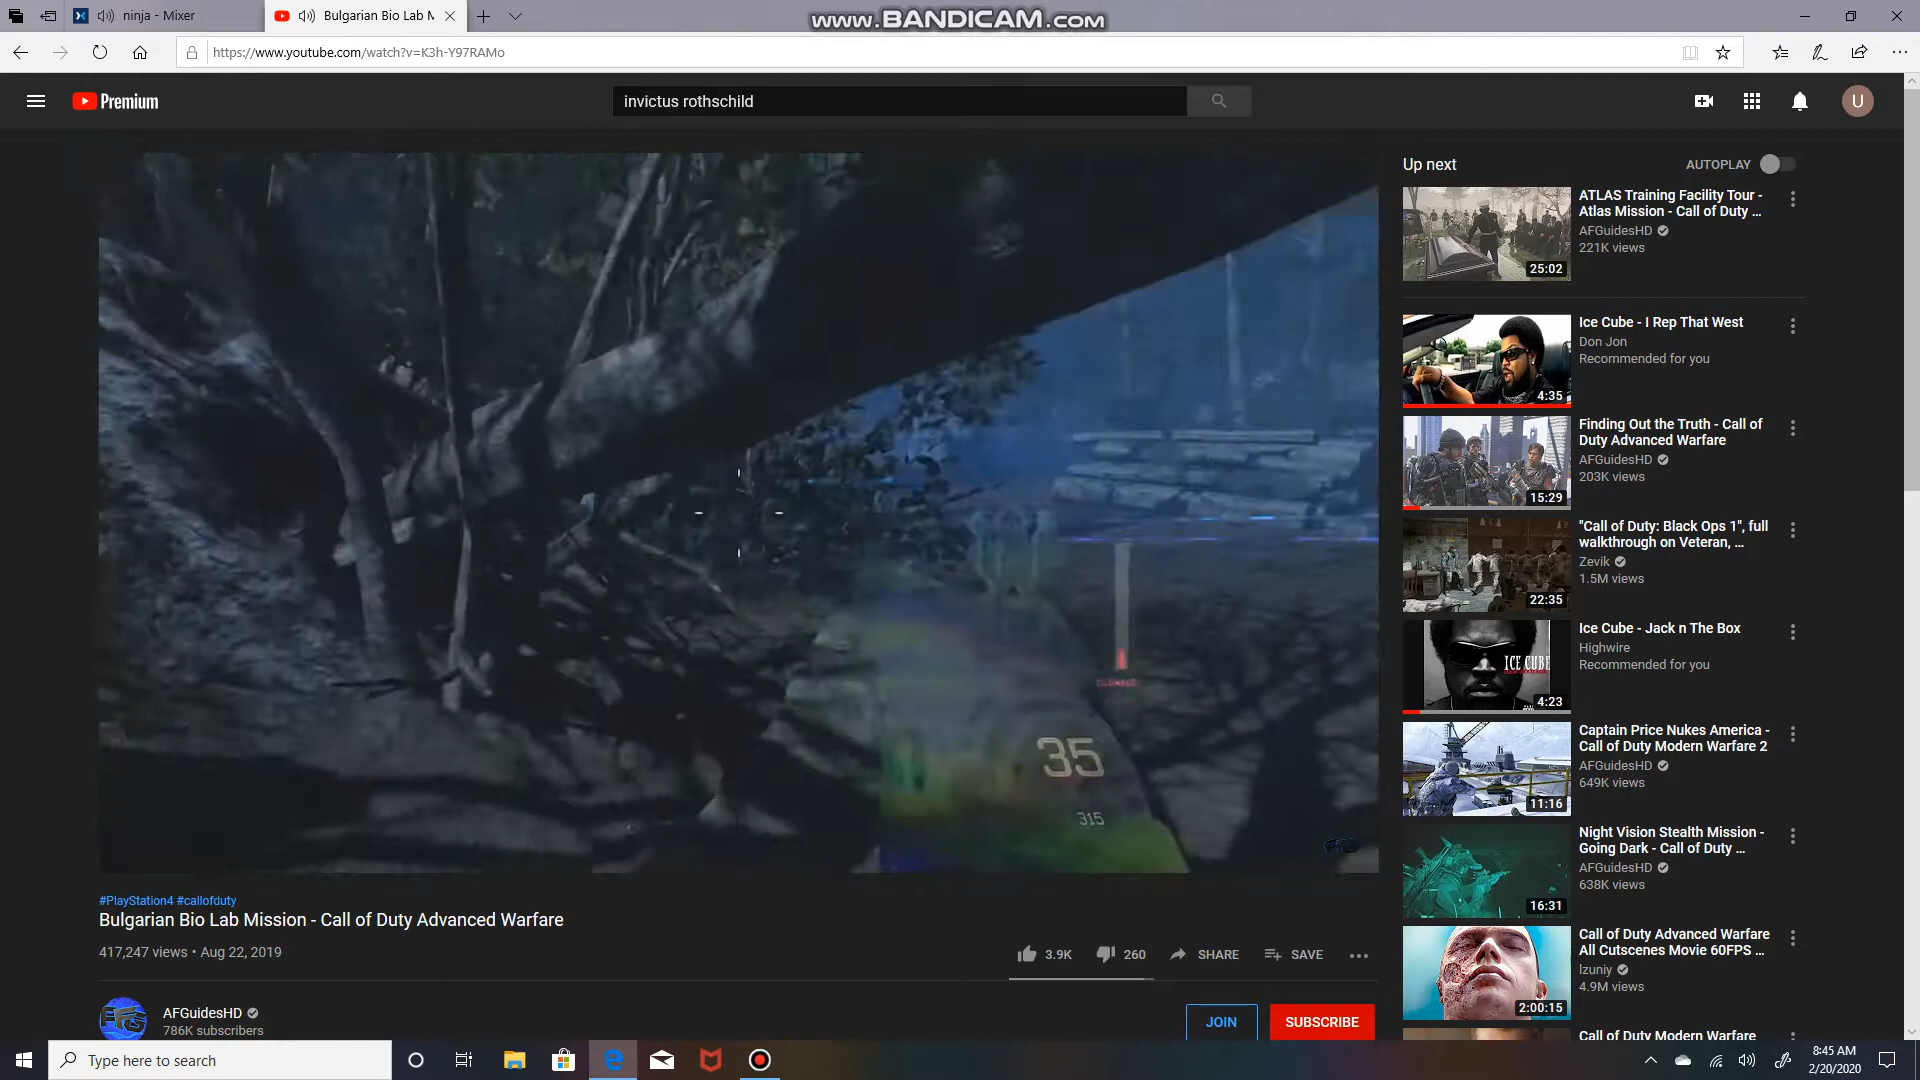 ninja - Mixer
Bulgarian Bio Lab M
www.BANDICAM.com
https://www.youtube.com/watch?v=K3h-Y97RAMo
Premium
invictus rothschild
U
Up next
AUTOPLAY
ATLAS Training Facility Tour -
Atlas Mission - Call of Duty ...
AFGuidesHD
221K views
25:02
Ice Cube - I Rep That West
Don Jon
Recommended for you
4:35
Finding Out the Truth - Call of
Duty Advanced Warfare
AFGuidesHD
203K views
15:29
"Call of Duty: Black Ops 1", full
walkthrough on Veteran, ...
Zevik
1.5M views
22:35
Ice Cube - Jack n The Box
Highwire
Recommended for you
ICE CUBE
4:23
Captain Price Nukes America -
Call of Duty Modern Warfare 2
AFGuidesHD
649K views
11:16
Night Vision Stealth Mission -
Going Dark - Call of Duty ...
AFGuidesHD
638K views
16:31
Call of Duty Advanced Warfare
All Cutscenes Movie 60FPS ...
Izuniy
4.9M views
2:00:15
Call of Duty Modern Warfare
35
315
#PlayStation4 #callofduty
Bulgarian Bio Lab Mission - Call of Duty Advanced Warfare
417,247 views • Aug 22, 2019
3.9K
260
SHARE
SAVE
AFGuidesHD
786K subscribers
JOIN
SUBSCRIBE
Type here to search
8:45 AM
2/20/2020